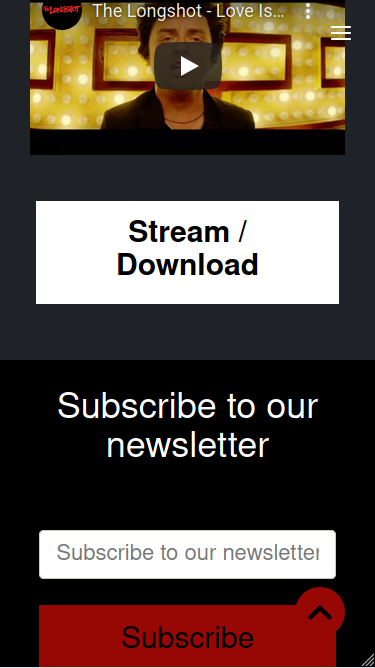 THE LONGSHOT
The Longshot - Love Is...
Stream /
Download
Subscribe to our
newsletter
Subscribe to our newsletter
Subscribe